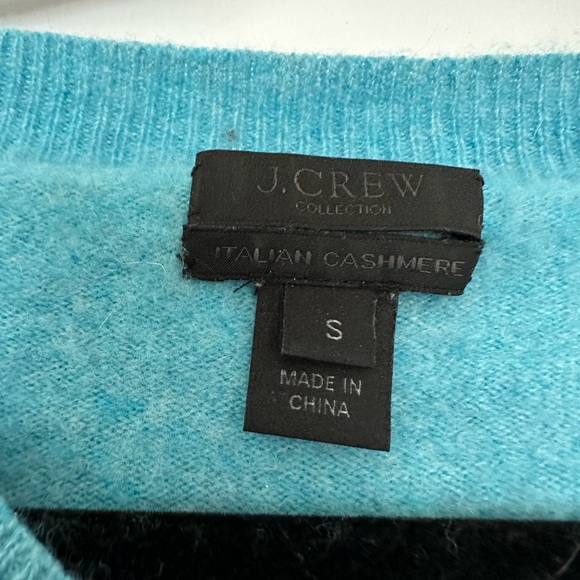 J.CREW
COLLECTION
ITALIAN CASHMERE
S
MADE IN
CHINA